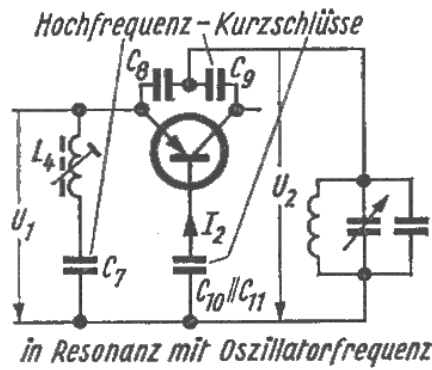 Hochfrequenz-Kurzschlüsse
C8 C9
L4
U1
I2
U2
C7
C10//C11
in Resonanz mit Oszillatorfrequenz